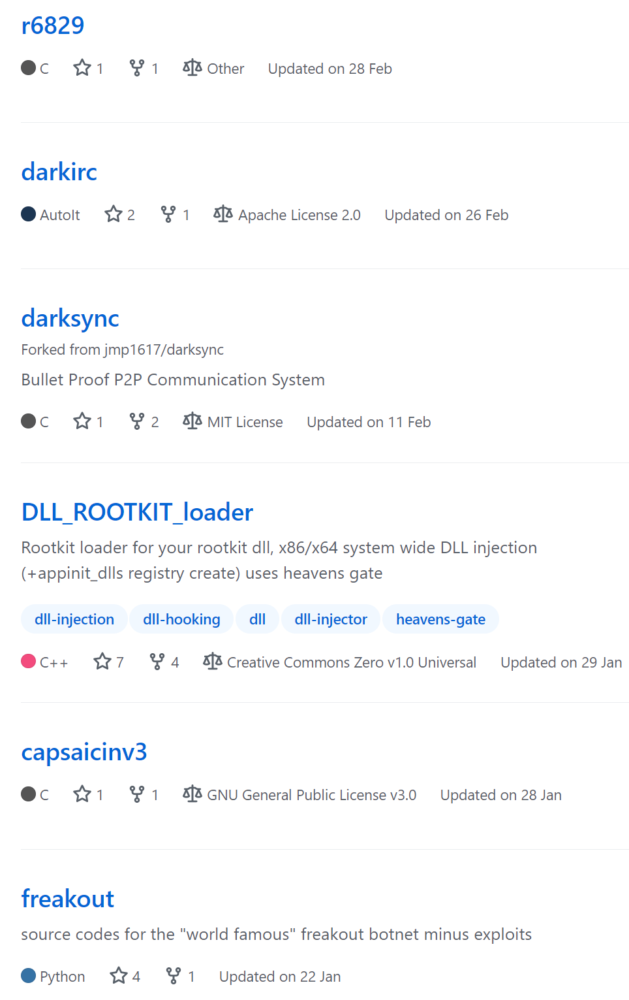 r6829
C 1 1 Other Updated on 28 Feb
darkirc
AutoIt 2 1 Apache License 2.0 Updated on 26 Feb
darksync
Forked from jmp1617/darksync
Bullet Proof P2P Communication System
C 1 2 MIT License Updated on 11 Feb
DLL_ROOTKIT_loader
Rootkit loader for your rootkit dll, x86/x64 system wide DLL injection
(+appinit_dlls registry create) uses heavens gate
dll-injection dll-hooking dll dll-injector heavens-gate
C++ 7 4 Creative Commons Zero v1.0 Universal Updated on 29 Jan
capsaicinv3
C 1 1 GNU General Public License v3.0 Updated on 28 Jan
freakout
source codes for the "world famous" freakout botnet minus exploits
Python 4 1 Updated on 22 Jan